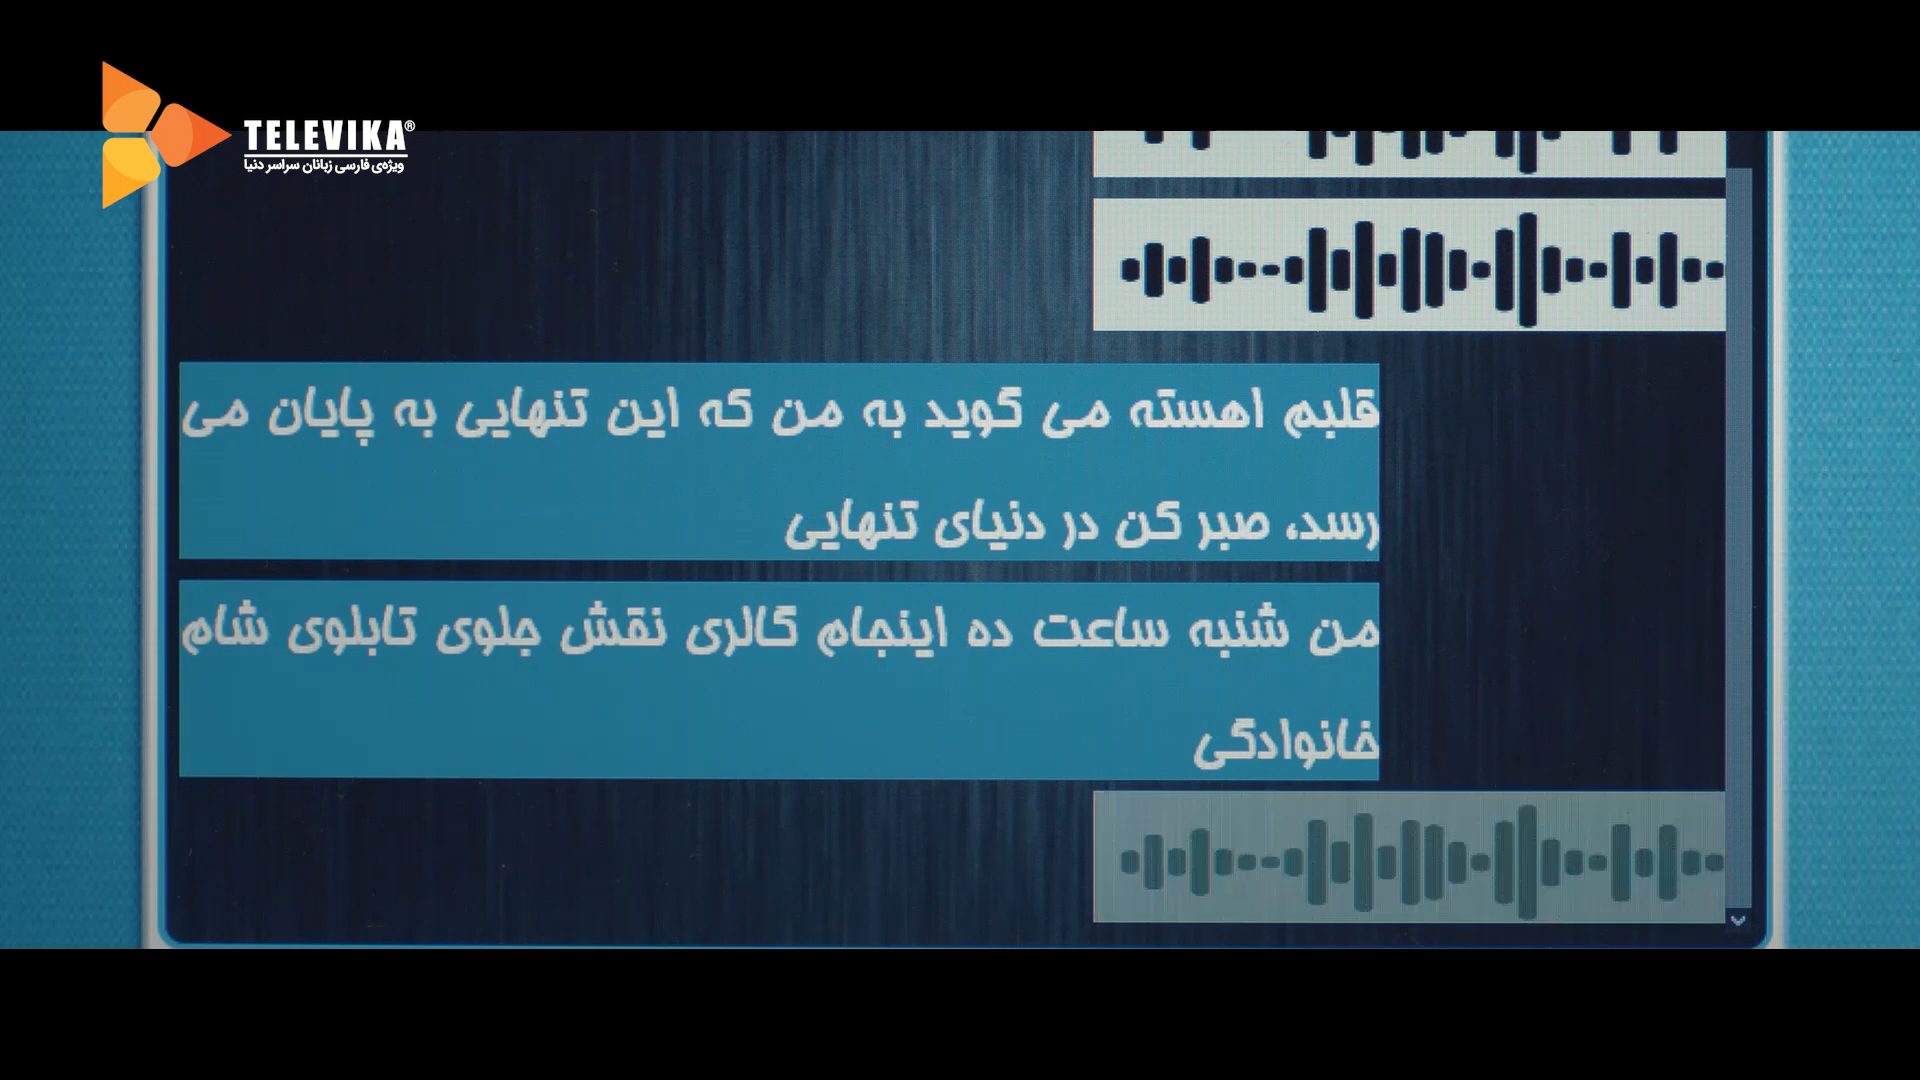 TELEVIKA®
ویژه‌ی فارسی زبانان سراسر دنیا
قلبم اهسته می گوید به من که این تنهایی به پایان می
رسد، صبر کن در دنیای تنهایی
من شنبه ساعت ده اینجام گالری نقش جلوی تابلوی شام
خانوادگی